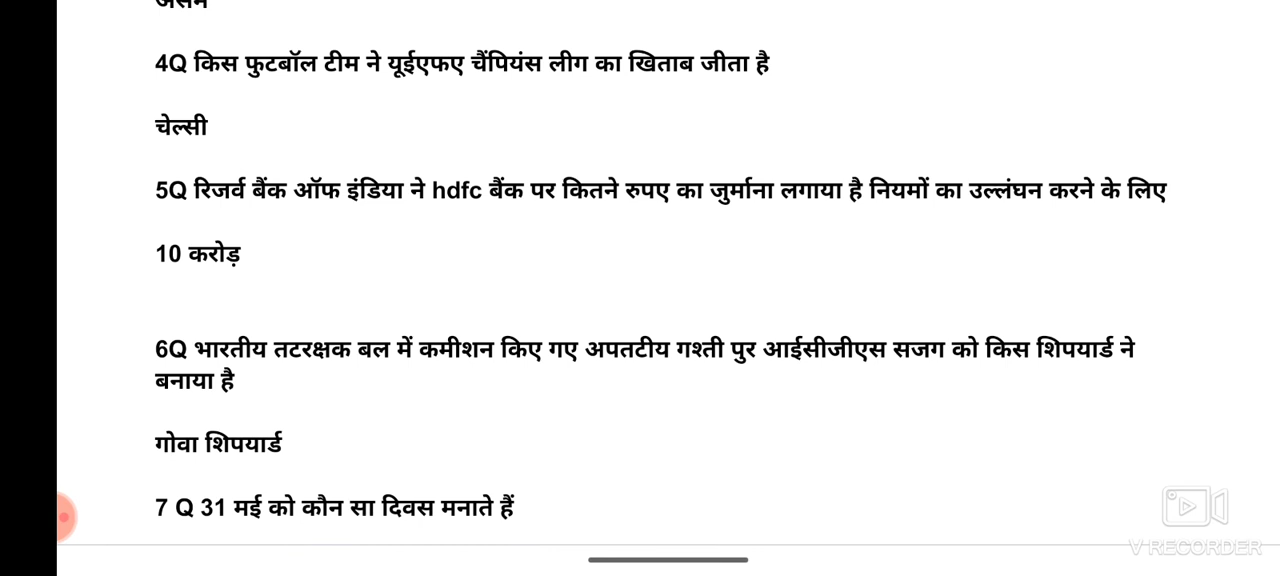 असम
4Q किस फुटबॉल टीम ने यूईएफए चैंपियंस लीग का खिताब जीता है
चेल्सी
5Q रिजर्व बैंक ऑफ इंडिया ने hdfc बैंक पर कितने रुपए का जुर्माना लगाया है नियमों का उल्लंघन करने के लिए
10 करोड़
6Q भारतीय तटरक्षक बल में कमीशन किए गए अपतटीय गश्ती पुर आईसीजीएस सजग को किस शिपयार्ड ने
बनाया है
गोवा शिपयार्ड
7 Q 31 मई को कौन सा दिवस मनाते हैं
V RECORDER